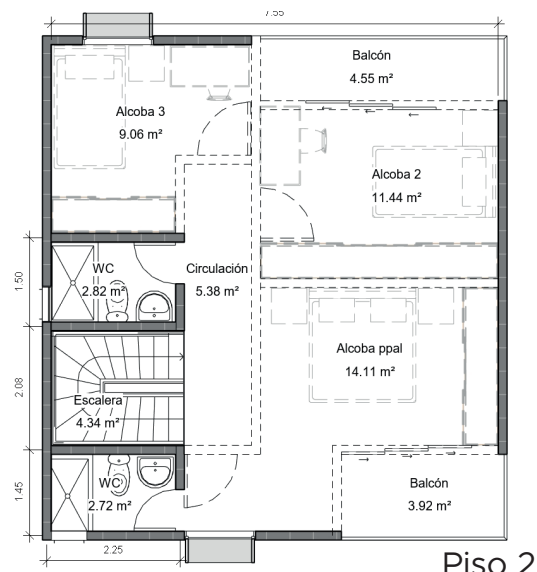 7.55
Balcón
4.55 m²
Alcoba 3
9.06 m²
Alcoba 2
11.44 m²
WC
2.82 m²
Circulación
5.38 m²
1.50
Alcoba ppal
14.11 m²
2.08
Escalera
4.34 m²
WC
2.72 m²
Balcón
3.92 m²
1.45
2.25
Piso 2